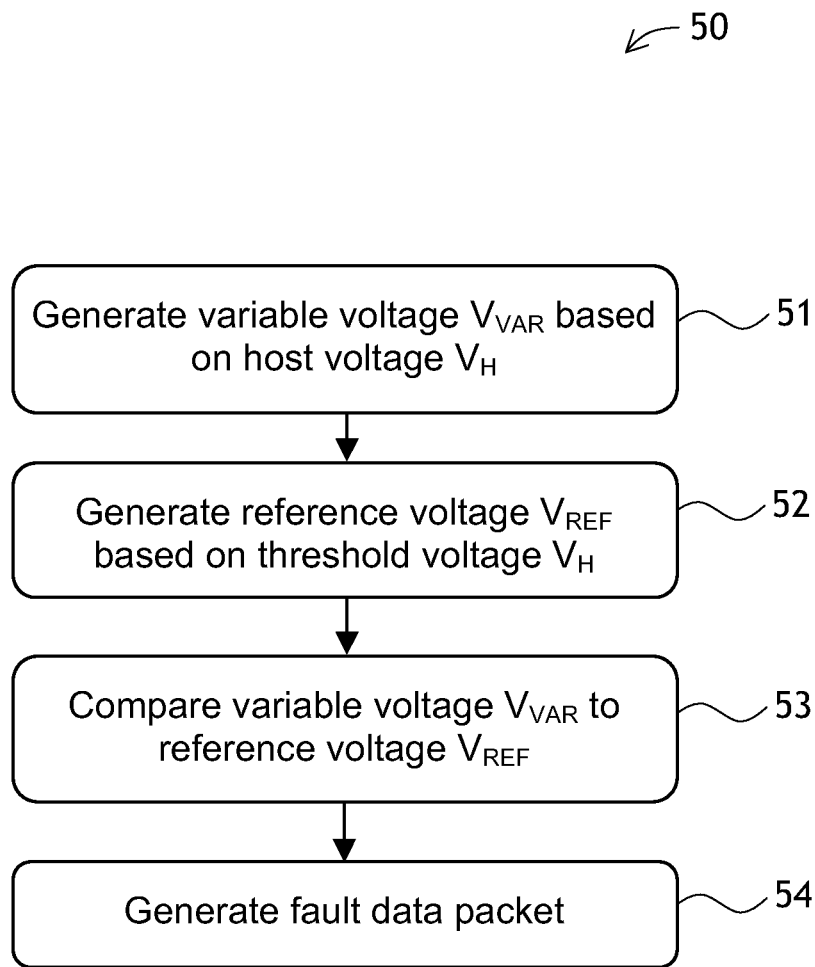 50
Generate variable voltage VVAR based
on host voltage VH
51
Generate reference voltage VREF
based on threshold voltage VH
52
Compare variable voltage VVAR to
reference voltage VREF
53
Generate fault data packet
54